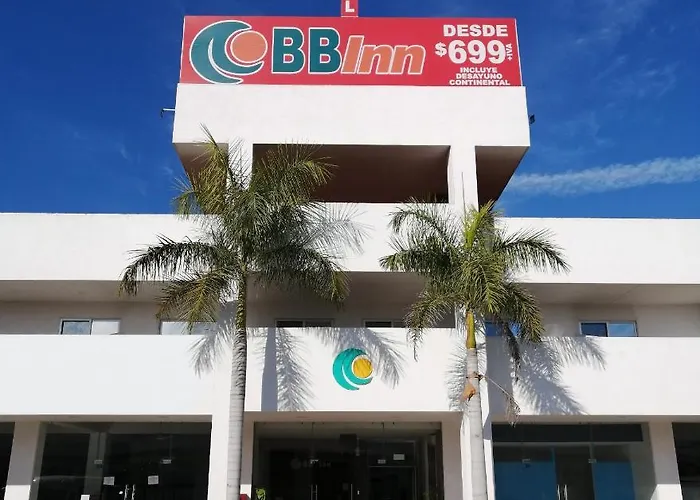 L
BBInn
DESDE
$699 +IVA
INCLUYE
DESAYUNO
CONTINENTAL